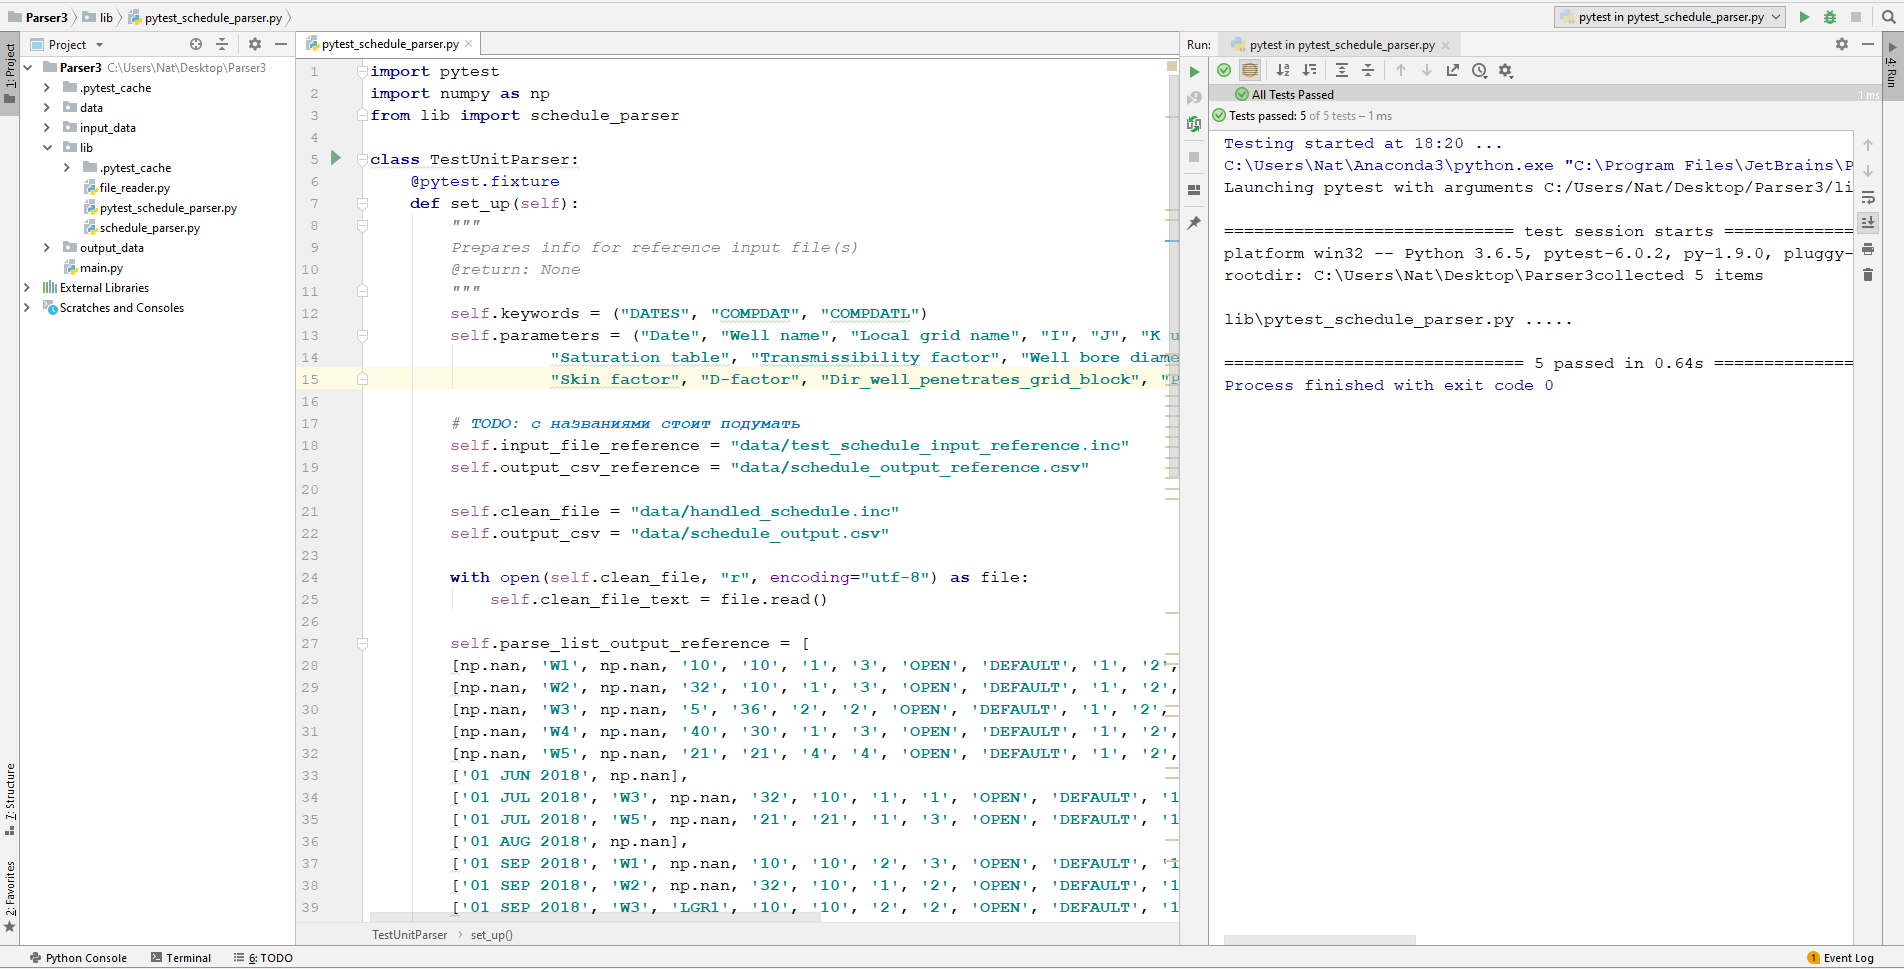 Parser3 lib pytest_schedule_parser.py
pytest in pytest_schedule_parser.py
1: Project
Project
Parser3 C:\Users\Nat\Desktop\Parser3
.pytest_cache
data
input_data
lib
.pytest_cache
file_reader.py
pytest_schedule_parser.py
schedule_parser.py
output_data
main.py
External Libraries
Scratches and Consoles
7: Structure
2: Favorites
pytest_schedule_parser.py
1 import pytest
2 import numpy as np
3 from lib import schedule_parser
4
5 class TestUnitParser:
6 @pytest.fixture
7 def set_up(self):
8 """
9 Prepares info for reference input file(s)
10 @return: None
11 """
12 self.keywords = ("DATES", "COMPDAT", "COMPDATL")
13 self.parameters = ("Date", "Well name", "Local grid name", "I", "J", "K u
14 "Saturation table", "Transmissibility factor", "Well bore diame
15 "Skin factor", "D-factor", "Dir_well_penetrates_grid_block", "P
16
17 # TODO: с названиями стоит подумать
18 self.input_file_reference = "data/test_schedule_input_reference.inc"
19 self.output_csv_reference = "data/schedule_output_reference.csv"
20
21 self.clean_file = "data/handled_schedule.inc"
22 self.output_csv = "data/schedule_output.csv"
23
24 with open(self.clean_file, "r", encoding="utf-8") as file:
25 self.clean_file_text = file.read()
26
27 self.parse_list_output_reference = [
28 [np.nan, 'W1', np.nan, '10', '10', '1', '3', 'OPEN', 'DEFAULT', '1', '2',
29 [np.nan, 'W2', np.nan, '32', '10', '1', '3', 'OPEN', 'DEFAULT', '1', '2',
30 [np.nan, 'W3', np.nan, '5', '36', '2', '2', 'OPEN', 'DEFAULT', '1', '2',
31 [np.nan, 'W4', np.nan, '40', '30', '1', '3', 'OPEN', 'DEFAULT', '1', '2',
32 [np.nan, 'W5', np.nan, '21', '21', '4', '4', 'OPEN', 'DEFAULT', '1', '2',
33 ['01 JUN 2018', np.nan],
34 ['01 JUL 2018', 'W3', np.nan, '32', '10', '1', '1', 'OPEN', 'DEFAULT', '1
35 ['01 JUL 2018', 'W5', np.nan, '21', '21', '1', '3', 'OPEN', 'DEFAULT', '1
36 ['01 AUG 2018', np.nan],
37 ['01 SEP 2018', 'W1', np.nan, '10', '10', '2', '3', 'OPEN', 'DEFAULT', '1
38 ['01 SEP 2018', 'W2', np.nan, '32', '10', '1', '2', 'OPEN', 'DEFAULT', '1
39 ['01 SEP 2018', 'W3', 'LGR1', '10', '10', '2', '2', 'OPEN', 'DEFAULT', '1
TestUnitParser set_up()
Run: pytest in pytest_schedule_parser.py
4: Run
All Tests Passed 1 ms
Tests passed: 5 of 5 tests – 1 ms
Testing started at 18:20 ...
C:\Users\Nat\Anaconda3\python.exe "C:\Program Files\JetBrains\P
Launching pytest with arguments C:/Users/Nat/Desktop/Parser3/li
============================= test session starts =============
platform win32 -- Python 3.6.5, pytest-6.0.2, py-1.9.0, pluggy-
rootdir: C:\Users\Nat\Desktop\Parser3collected 5 items
lib\pytest_schedule_parser.py .....
============================== 5 passed in 0.64s ==============
Process finished with exit code 0
Python Console Terminal 6: TODO
1 Event Log